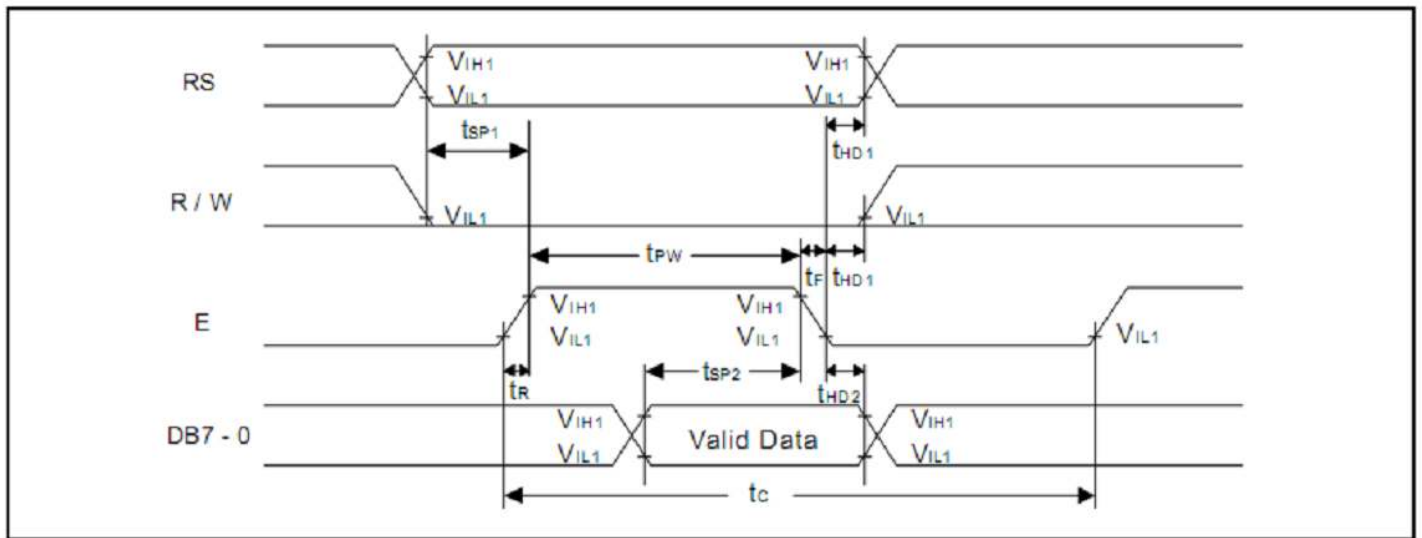 RS
VIH1
VIL1
VIH1
VIL1
tSP1
tHD1
R / W
VIL1
VIL1
tPW
tF
tHD1
E
VIH1
VIL1
VIH1
VIL1
VIL1
tR
tSP2
tHD2
DB7 - 0
VIH1
VIL1
Valid Data
VIH1
VIL1
tC